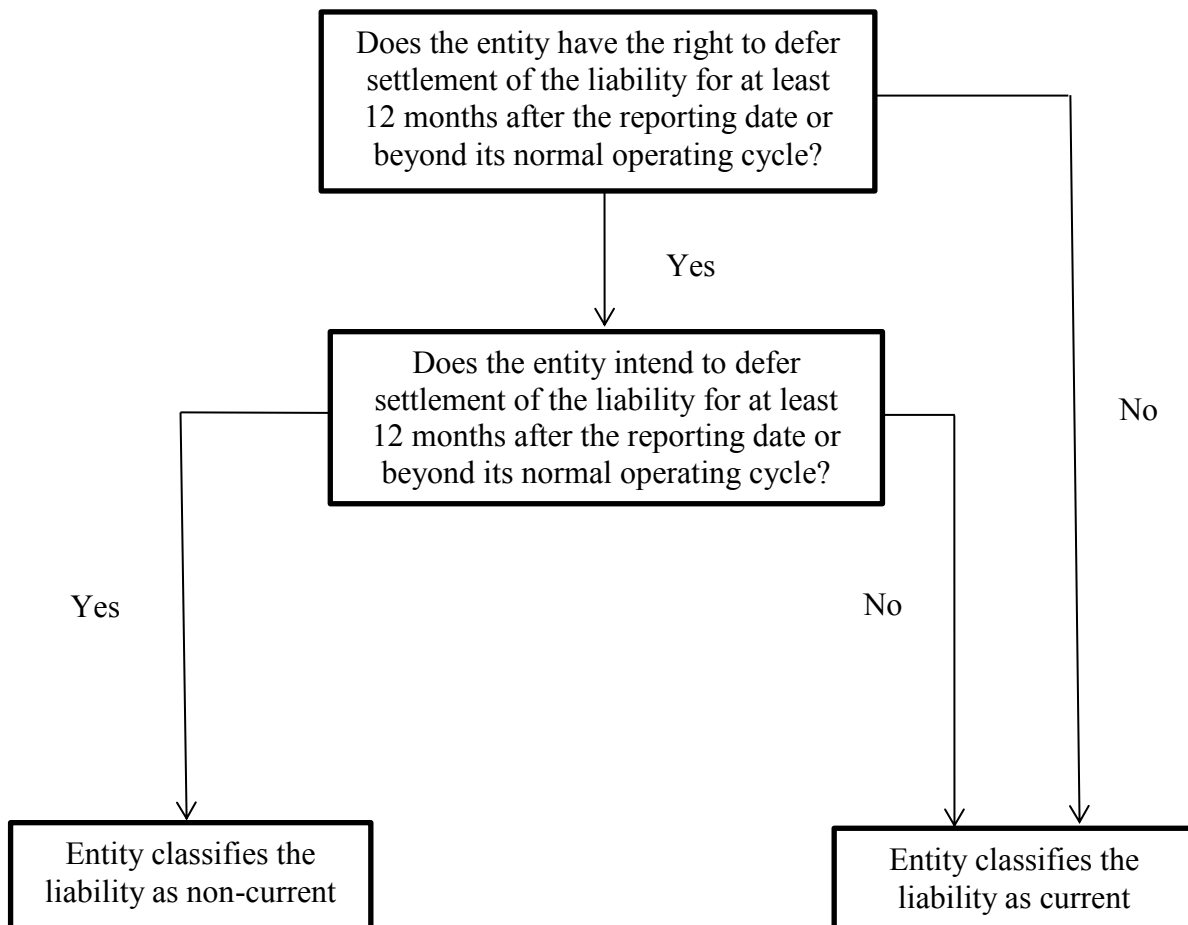 Does the entity have the right to defer
settlement of the liability for at least
12 months after the reporting date or
beyond its normal operating cycle?
Yes
Does the entity intend to defer
settlement of the liability for at least
12 months after the reporting date or
beyond its normal operating cycle?
No
Yes
No
Entity classifies the
liability as non-current
Entity classifies the
liability as current